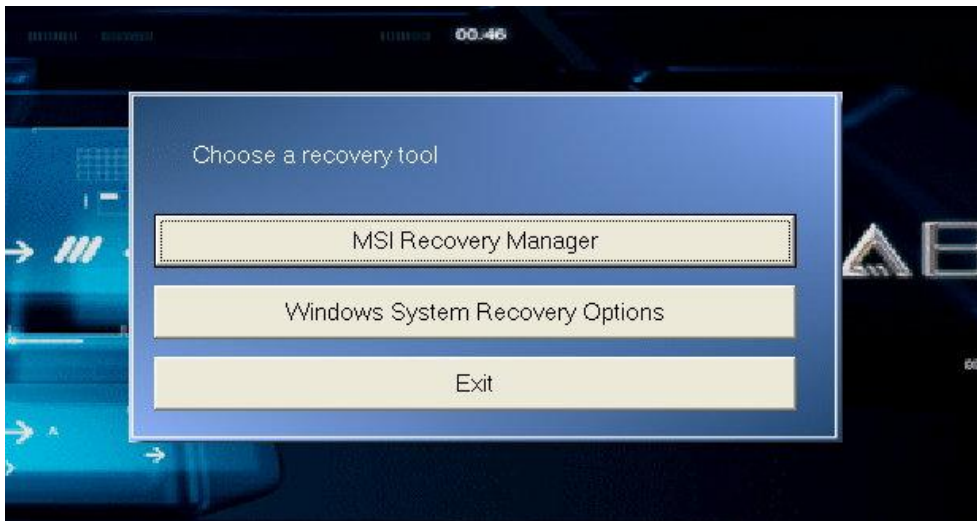 00.46
Choose a recovery tool
MSI Recovery Manager
Windows System Recovery Options
Exit